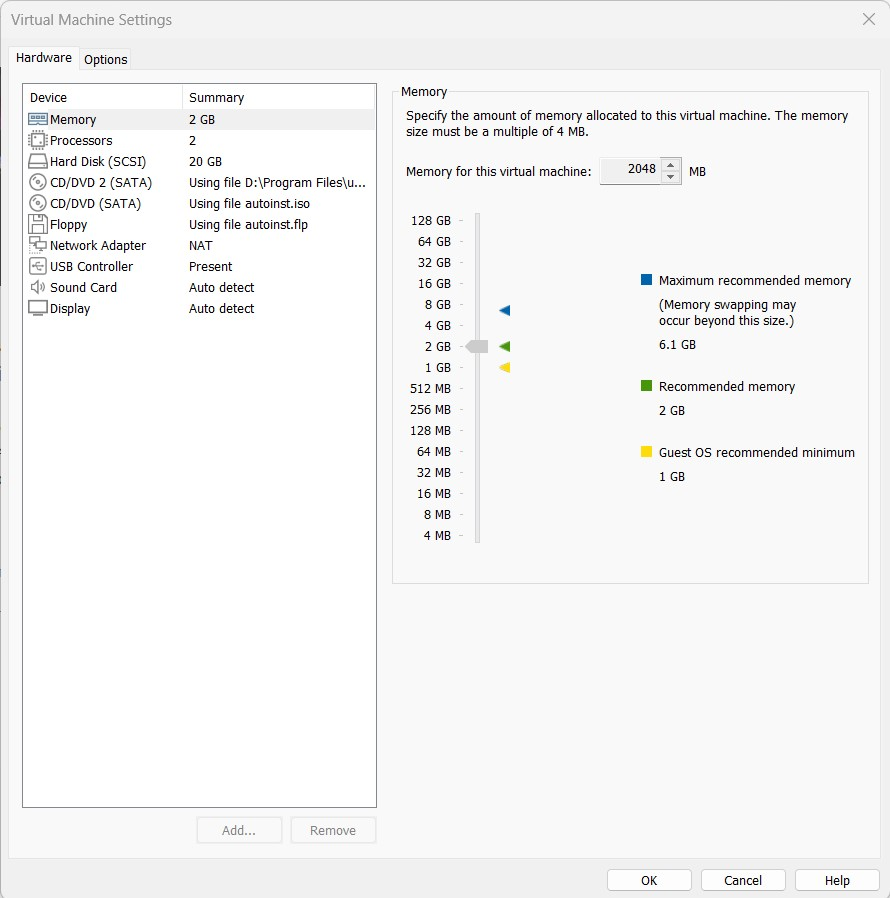 Virtual Machine Settings
Hardware
Options
Device Summary
Memory 2 GB
Processors 2
Hard Disk (SCSI) 20 GB
CD/DVD 2 (SATA) Using file D:\Program Files\u...
CD/DVD (SATA) Using file autoinst.iso
Floppy Using file autoinst.flp
Network Adapter NAT
USB Controller Present
Sound Card Auto detect
Display Auto detect
Add...
Remove
Memory
Specify the amount of memory allocated to this virtual machine. The memory
size must be a multiple of 4 MB.
Memory for this virtual machine: 2048 MB
128 GB
64 GB
32 GB
16 GB
8 GB
4 GB
2 GB
1 GB
512 MB
256 MB
128 MB
64 MB
32 MB
16 MB
8 MB
4 MB
Maximum recommended memory
(Memory swapping may
occur beyond this size.)
6.1 GB
Recommended memory
2 GB
Guest OS recommended minimum
1 GB
OK
Cancel
Help